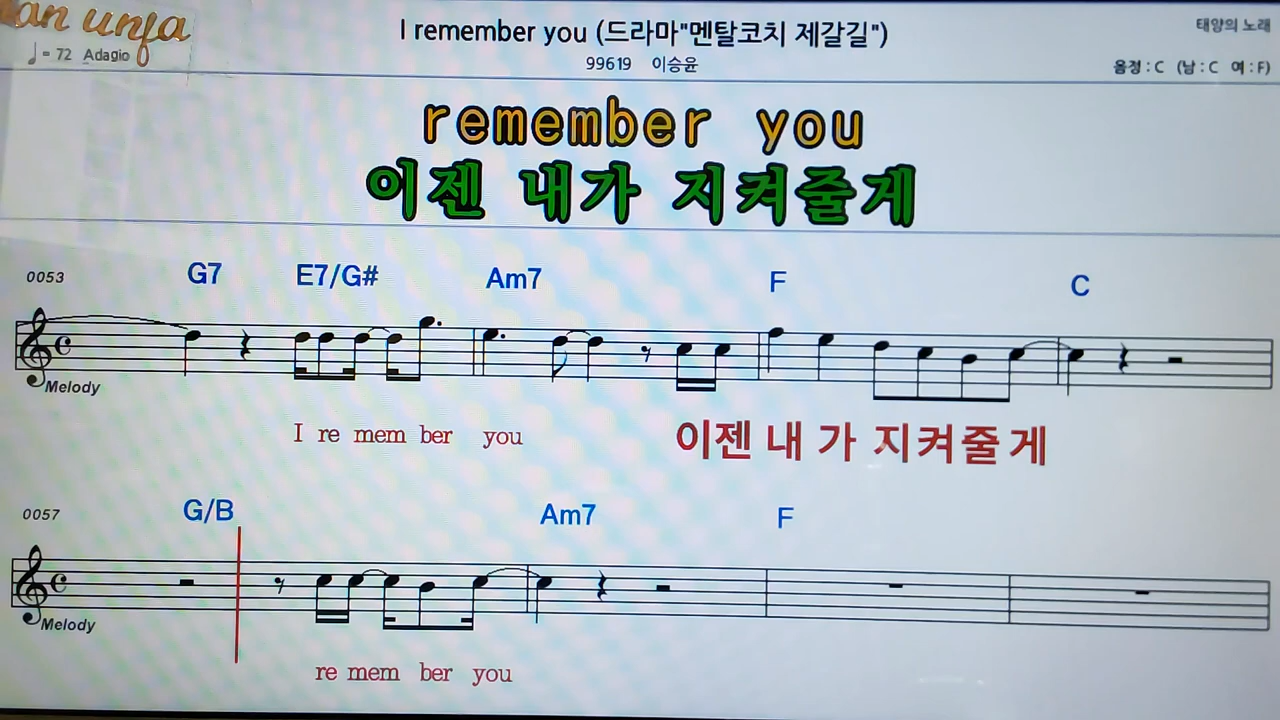 an unfa
♩= 72 Adagio
I remember you (드라마"멘탈코치 제갈길")
99619 이승윤
태양의 노래
음정 : C (남 : C 여 : F)
remember you
이젠 내가 지켜줄게
0053 G7 E7/G# Am7 F C
Melody
I re mem ber you 이젠 내 가 지켜줄게
0057 G/B Am7 F
Melody
re mem ber you